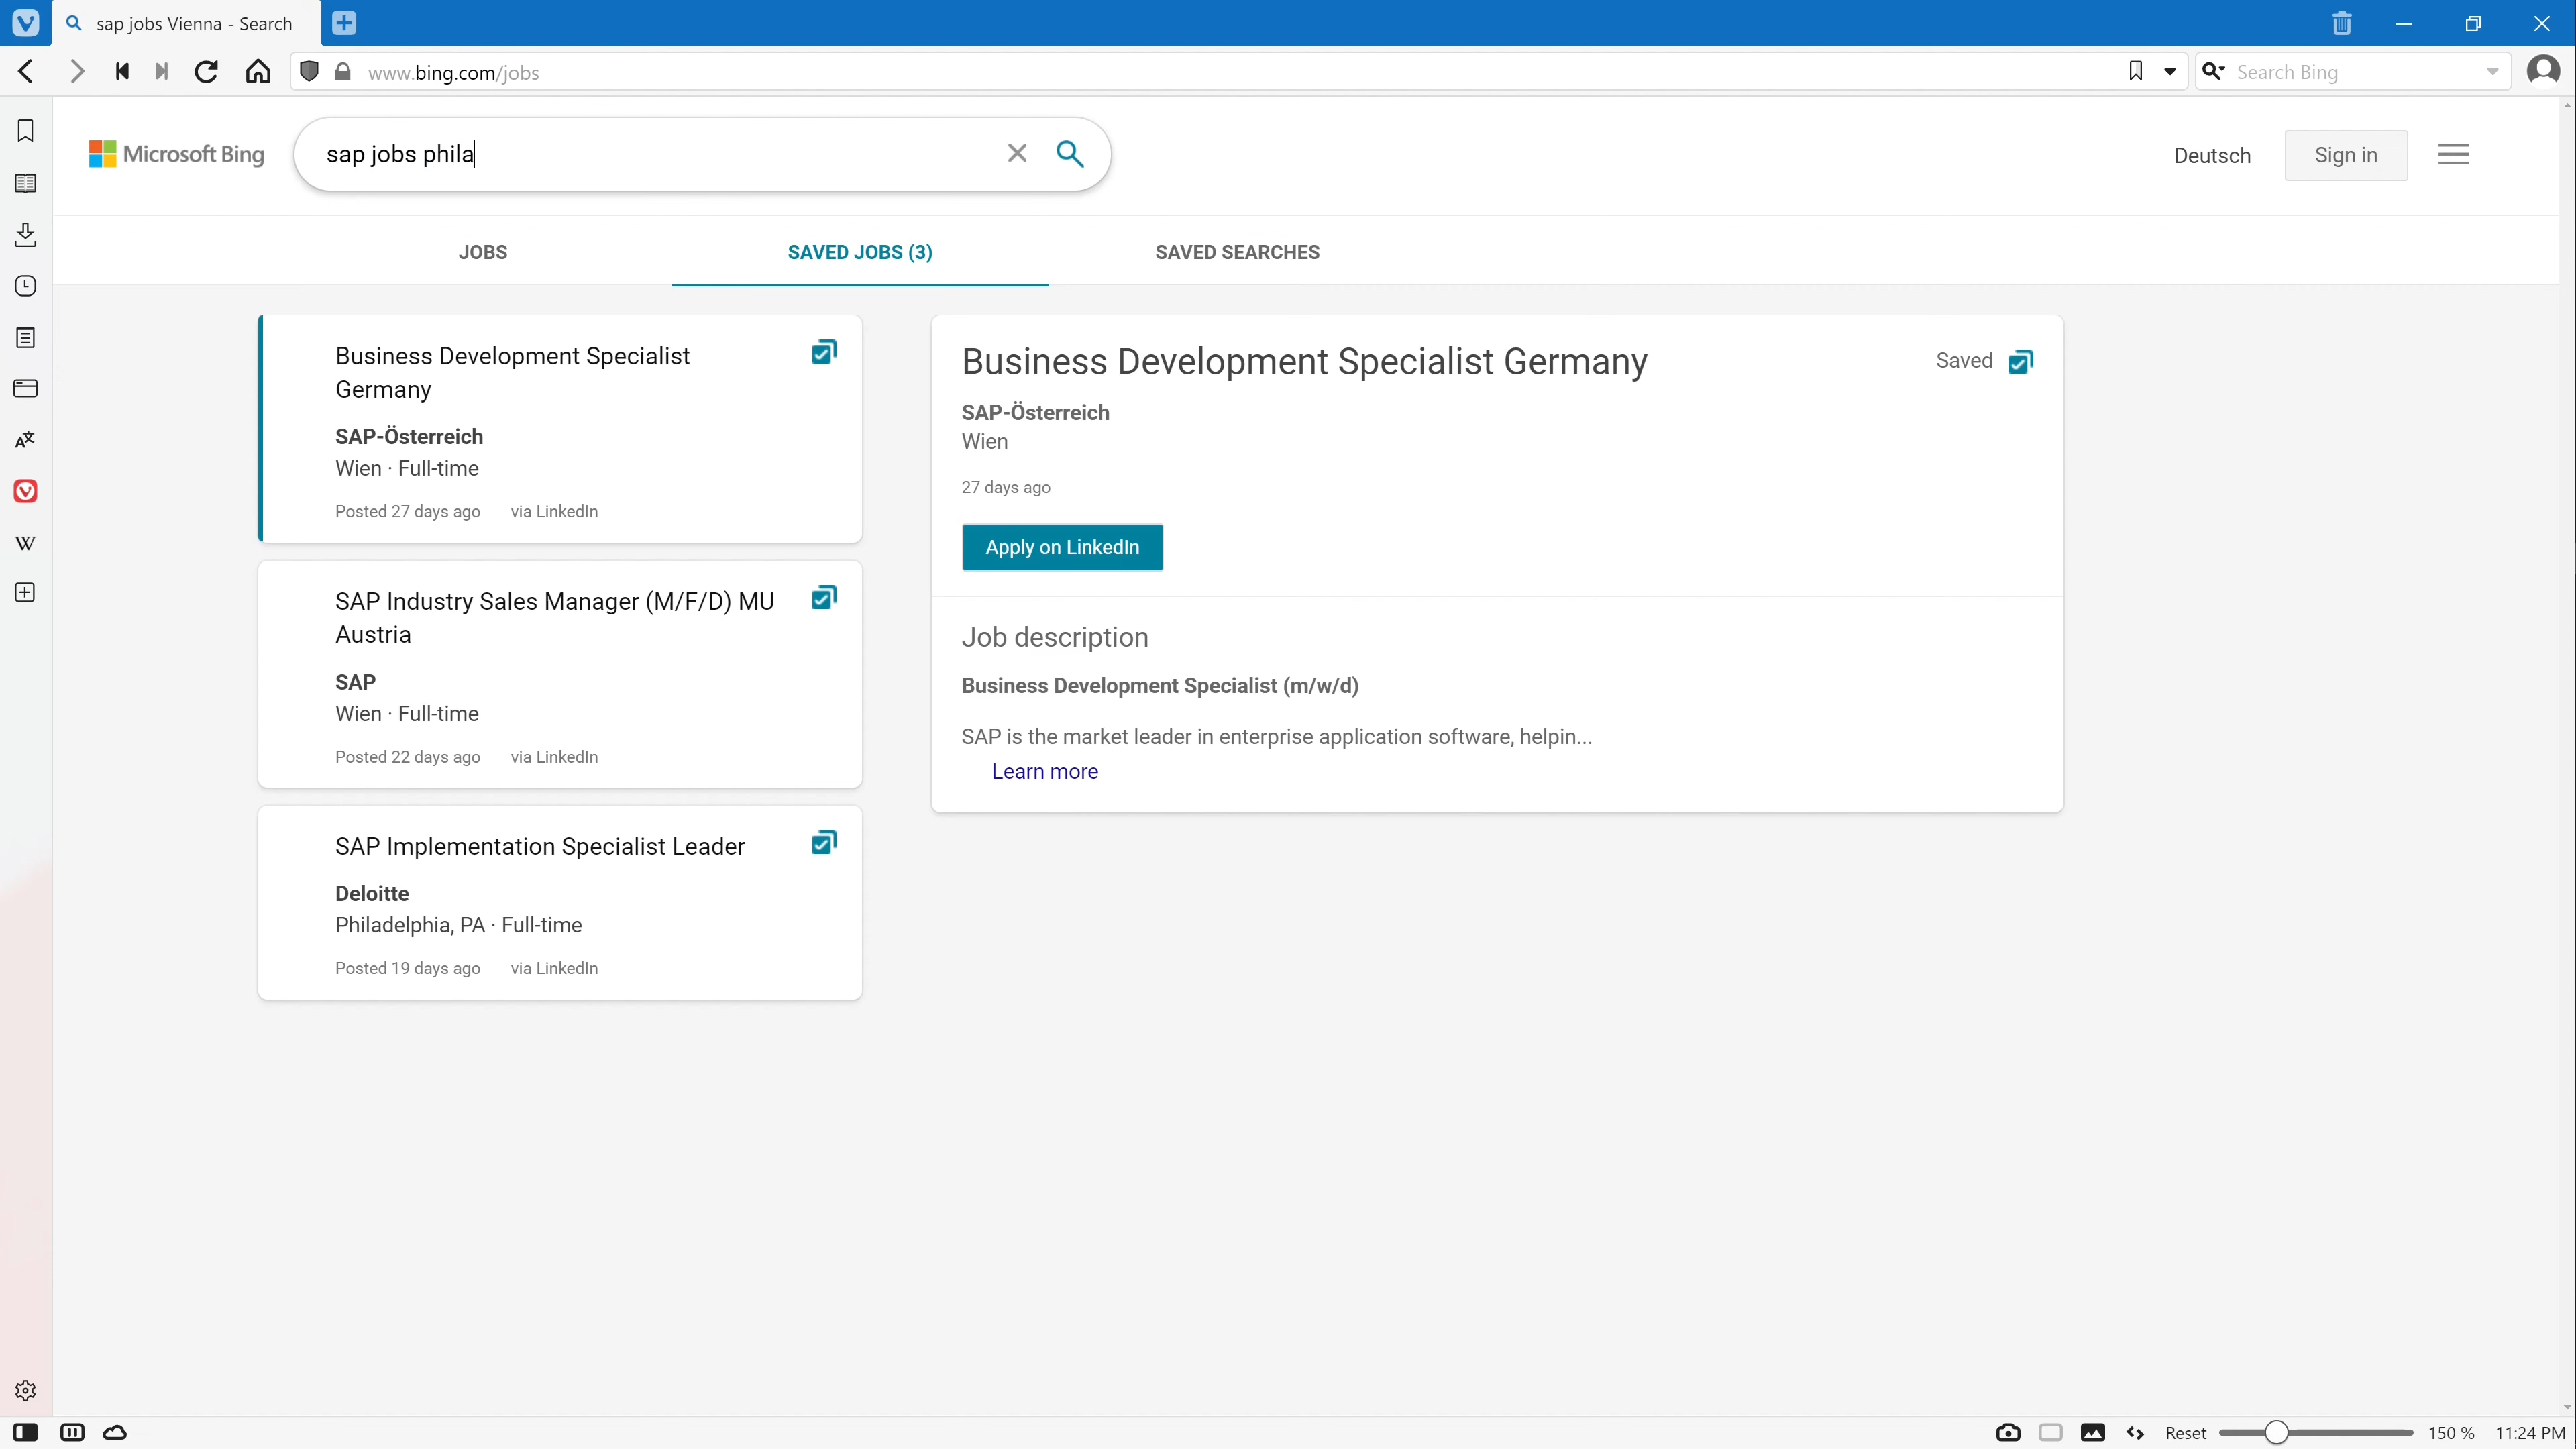 sap jobs Vienna - Search
www.bing.com/jobs
Search Bing
Microsoft Bing
sap jobs phila
Deutsch
Sign in
JOBS
SAVED JOBS (3)
SAVED SEARCHES
Business Development Specialist
Germany
SAP-Österreich
Wien · Full-time
Posted 27 days ago via LinkedIn
SAP Industry Sales Manager (M/F/D) MU
Austria
SAP
Wien · Full-time
Posted 22 days ago via LinkedIn
SAP Implementation Specialist Leader
Deloitte
Philadelphia, PA · Full-time
Posted 19 days ago via LinkedIn
Business Development Specialist Germany
Saved
SAP-Österreich
Wien
27 days ago
Apply on LinkedIn
Job description
Business Development Specialist (m/w/d)
SAP is the market leader in enterprise application software, helpin...
Learn more
Reset
150 %
11:24 PM